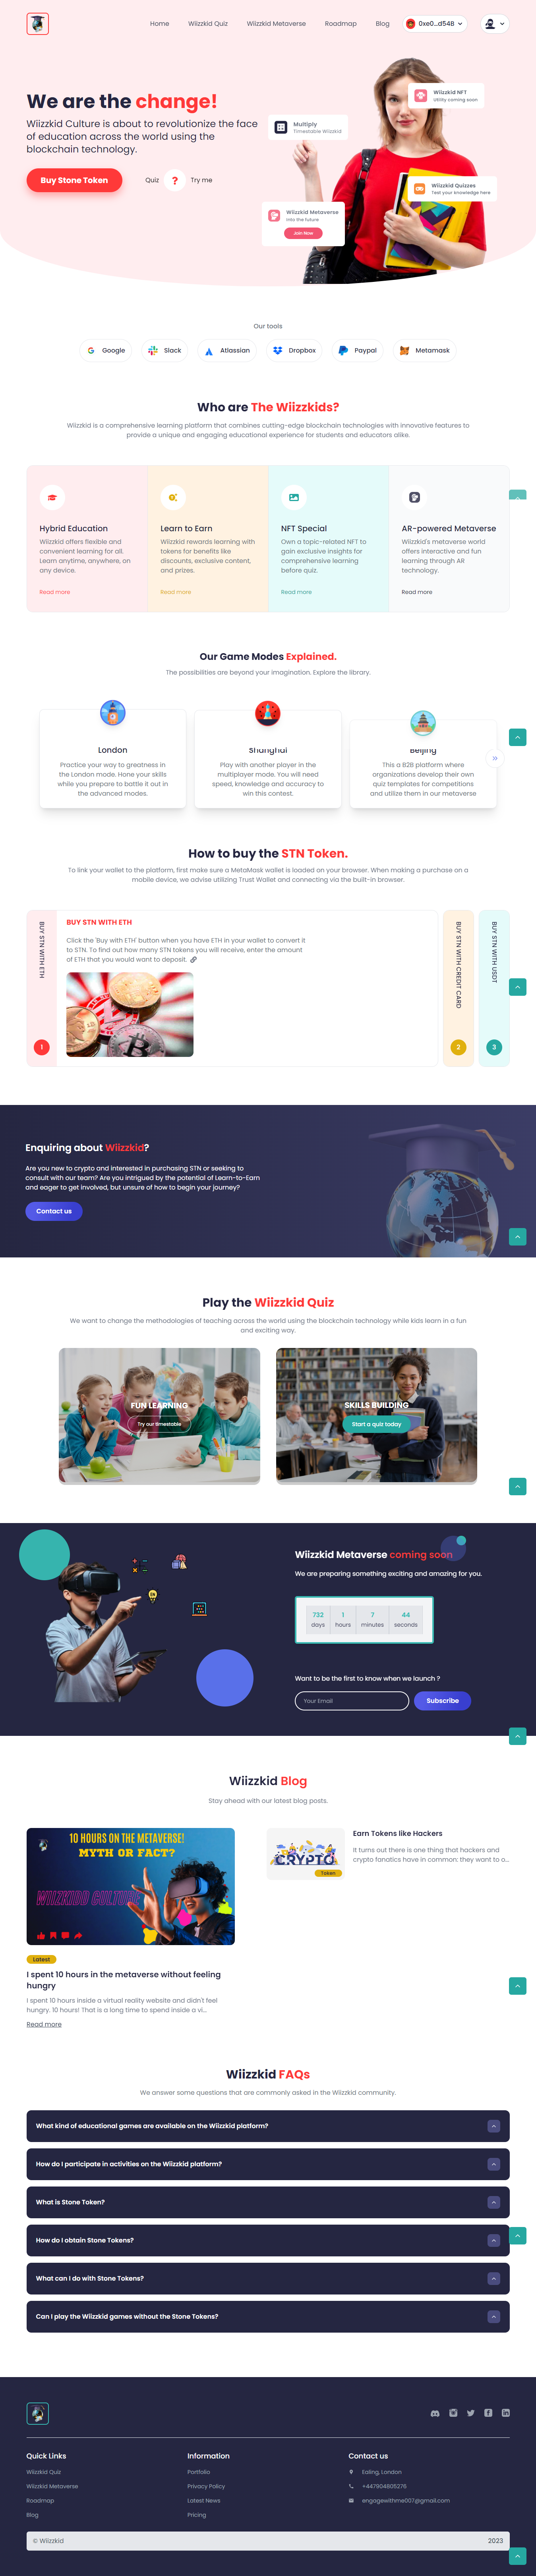 Home Wiizzkid Quiz Wiizzkid Metaverse Roadmap Blog 0xe0...d54B
We are the change!
Wiizzkid Culture is about to revolutionize the face
of education across the world using the
blockchain technology.
Buy Stone Token
Quiz ? Try me
Wiizzkid NFT
Utility coming soon
Multiply
Timestable Wiizzkid
Wiizzkid Quizzes
Test your knowledge here
Wiizzkid Metaverse
Into the future
Join Now
Our tools
Google Slack Atlassian Dropbox Paypal Metamask
Who are The Wiizzkids?
Wiizzkid is a comprehensive learning platform that combines cutting-edge blockchain technologies with innovative features to
provide a unique and engaging educational experience for students and educators alike.
Hybrid Education
Wiizzkid offers flexible and
convenient learning for all.
Learn anytime, anywhere, on
any device.
Read more
Learn to Earn
Wiizzkid rewards learning with
tokens for benefits like
discounts, exclusive content,
and prizes.
Read more
NFT Special
Own a topic-related NFT to
gain exclusive insights for
comprehensive learning
before quiz.
Read more
AR-powered Metaverse
Wiizzkid's metaverse world
offers interactive and fun
learning through AR
technology.
Read more
Our Game Modes Explained.
The possibilities are beyond your imagination. Explore the library.
London
Practice your way to greatness in
the London mode. Hone your skills
while you prepare to battle it out in
the advanced modes.
Shanghai
Play with another player in the
multiplayer mode. You will need
speed, knowledge and accuracy to
win this contest.
Beijing
This a B2B platform where
organizations develop their own
quiz templates for competitions
and utilize them in our metaverse
How to buy the STN Token.
To link your wallet to the platform, first make sure a MetaMask wallet is loaded on your browser. When making a purchase on a
mobile device, we advise utilizing Trust Wallet and connecting via the built-in browser.
BUY STN WITH ETH
1
BUY STN WITH ETH
Click the 'Buy with ETH' button when you have ETH in your wallet to convert it
to STN. To find out how many STN tokens you will receive, enter the amount
of ETH that you would want to deposit.
BUY STN WITH CREDIT CARD
2
BUY STN WITH USDT
3
Enquiring about Wiizzkid?
Are you new to crypto and interested in purchasing STN or seeking to
consult with our team? Are you intrigued by the potential of Learn-to-Earn
and eager to get involved, but unsure of how to begin your journey?
Contact us
Play the Wiizzkid Quiz
We want to change the methodologies of teaching across the world using the blockchain technology while kids learn in a fun
and exciting way.
FUN LEARNING
Try our timestable
SKILLS BUILDING
Start a quiz today
Wiizzkid Metaverse coming soon
We are preparing something exciting and amazing for you.
732 1 7 44
days hours minutes seconds
Want to be the first to know when we launch ?
Your Email
Subscribe
Wiizzkid Blog
Stay ahead with our latest blog posts.
10 HOURS ON THE METAVERSE!
MYTH OR FACT?
WIIZKIDD CULTURE
Latest
I spent 10 hours in the metaverse without feeling
hungry
I spent 10 hours inside a virtual reality website and didn't feel
hungry. 10 hours! That is a long time to spend inside a vi...
Read more
CRYPTO
Token
Earn Tokens like Hackers
It turns out there is one thing that hackers and
crypto fanatics have in common: they want to o...
Wiizzkid FAQs
We answer some questions that are commonly asked in the Wiizzkid community.
What kind of educational games are available on the Wiizzkid platform?
How do I participate in activities on the Wiizzkid platform?
What is Stone Token?
How do I obtain Stone Tokens?
What can I do with Stone Tokens?
Can I play the Wiizzkid games without the Stone Tokens?
Quick Links
Wiizzkid Quiz
Wiizzkid Metaverse
Roadmap
Blog
Information
Portfolio
Privacy Policy
Latest News
Pricing
Contact us
Ealing, London
+447904805276
engagewithme007@gmail.com
© Wiizzkid 2023